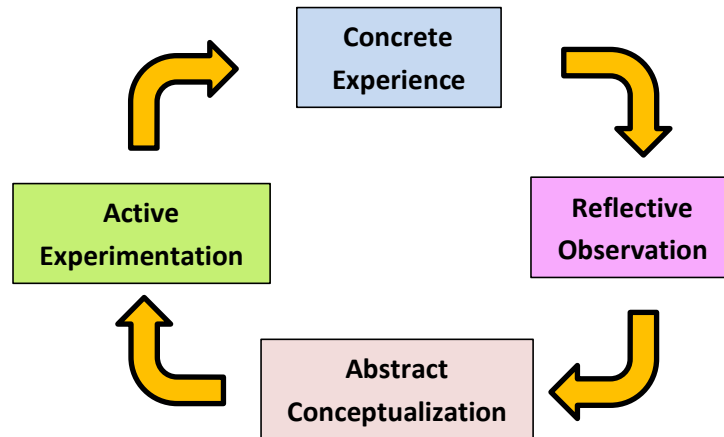 Concrete
Experience
Reflective
Observation
Abstract
Conceptualization
Active
Experimentation